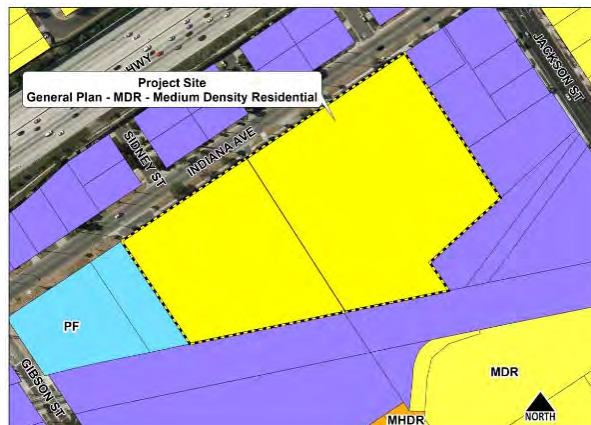 HWY
JACKSON ST
Project Site
General Plan - MDR - Medium Density Residential
SIDNEY ST
INDIANA AVE
PF
GIBSON ST
MDR
MHDR
NORTH